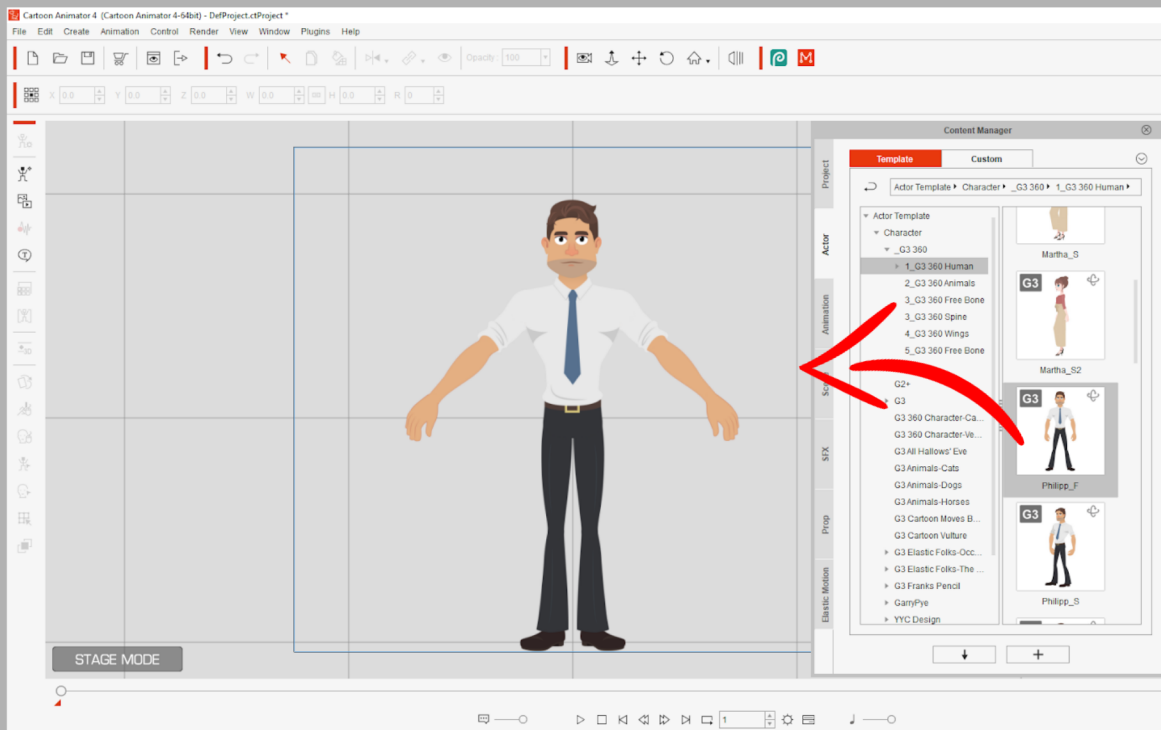 Cartoon Animator 4 (Cartoon Animator 4-64bit) - DefProject.ctProject *
File Edit Create Animation Control Render View Window Plugins Help
Opacity 100
X 0.0 Y 0.0 Z 0.0 W 0.0 H 0.0 R 0
Content Manager
Template Custom
Actor Template Character _G3 360 1_G3 360 Human
Project
Actor
Animation
SFX
Prop
Elastic Motion
Actor Template
Character
_G3 360
1_G3 360 Human
2_G3 360 Animals
3_G3 360 Free Bone
3_G3 360 Spine
4_G3 360 Wings
5_G3 360 Free Bone
G2+
G3
G3 360 Character-Ca...
G3 360 Character-Ve...
G3 All Hallows' Eve
G3 Animals-Cats
G3 Animals-Dogs
G3 Animals-Horses
G3 Cartoon Moves B...
G3 Cartoon Vulture
G3 Elastic Folks-Occ...
G3 Elastic Folks-The ...
G3 Franks Pencil
GarryPye
YYC Design
Martha_S
G3
Martha_S2
G3
Philipp_F
G3
Philipp_S
STAGE MODE
1